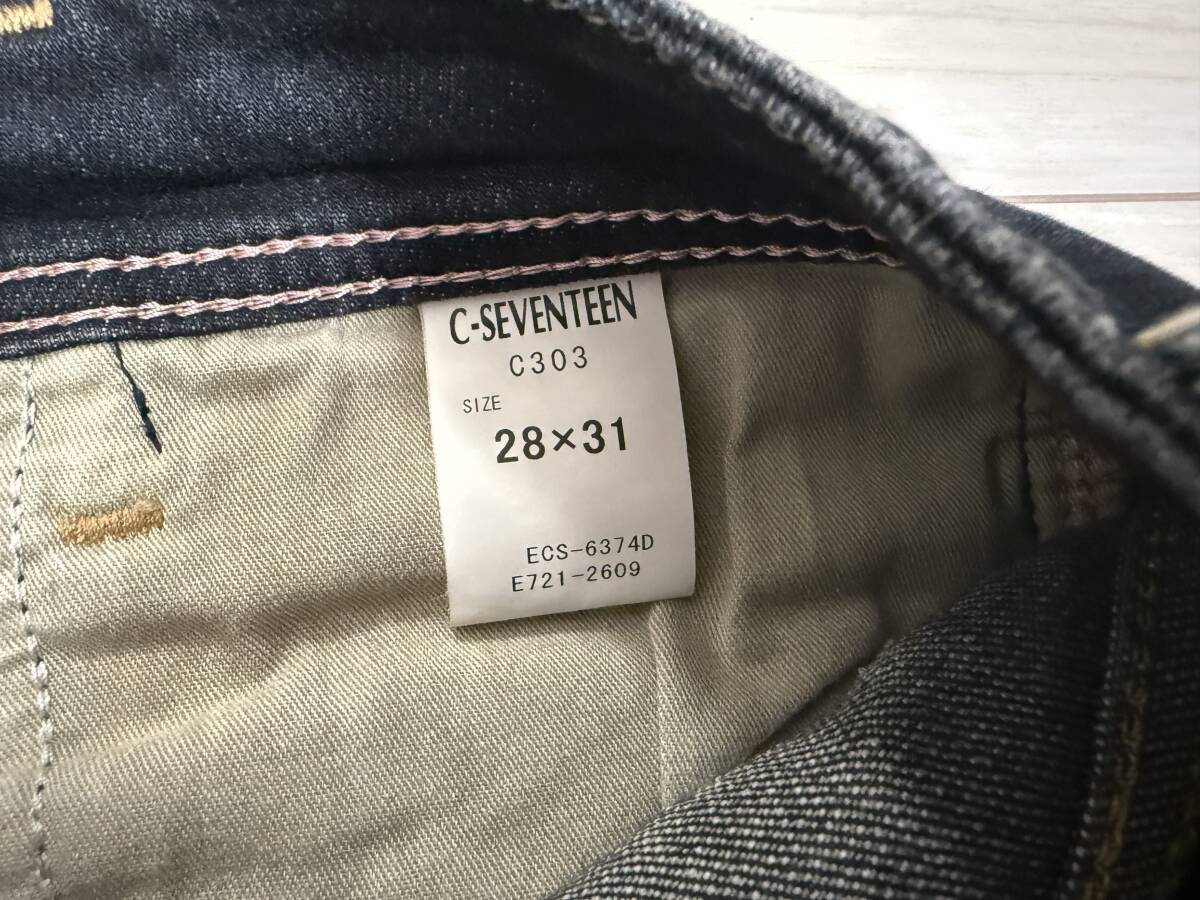 C-SEVENTEEN
C303
SIZE
28×31
ECS-6374D
E721-2609